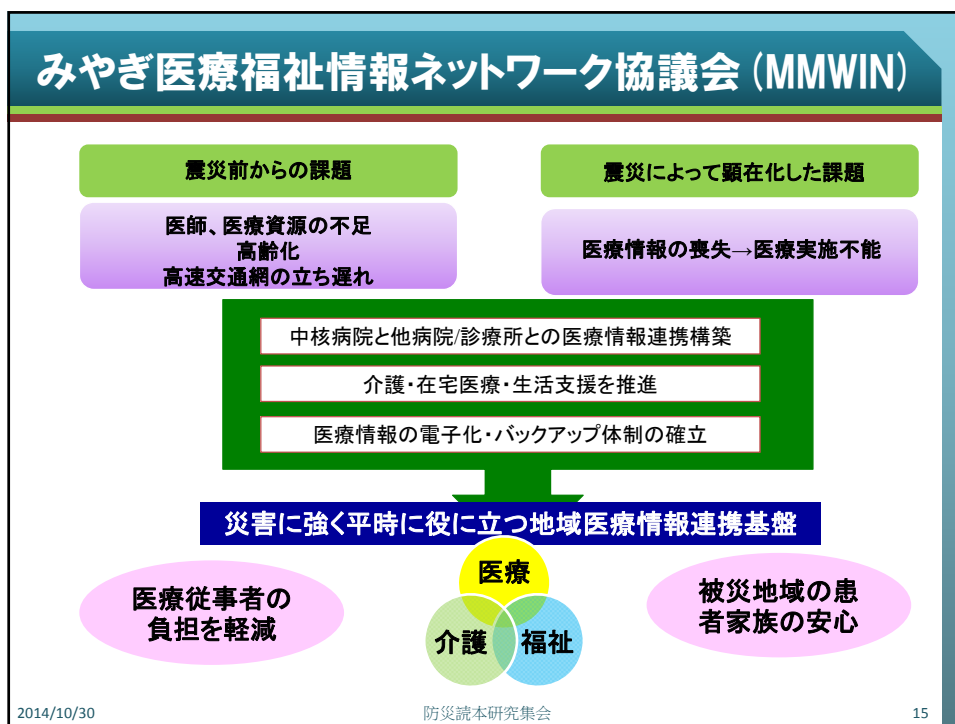 みやぎ医療福祉情報ネットワーク協議会(MMWIN)
震災前からの課題
医師、医療資源の不足
高齢化
高速交通網の立ち遅れ
震災によって顕在化した課題
医療情報の喪失→医療実施不能
中核病院と他病院/診療所との医療情報連携構築
介護・在宅医療・生活支援を推進
医療情報の電子化・バックアップ体制の確立
災害に強く平時に役に立つ地域医療情報連携基盤
医療従事者の
負担を軽減
医療
介護
福祉
被災地域の患
者家族の安心
2014/10/30
防災読本研究集会
15